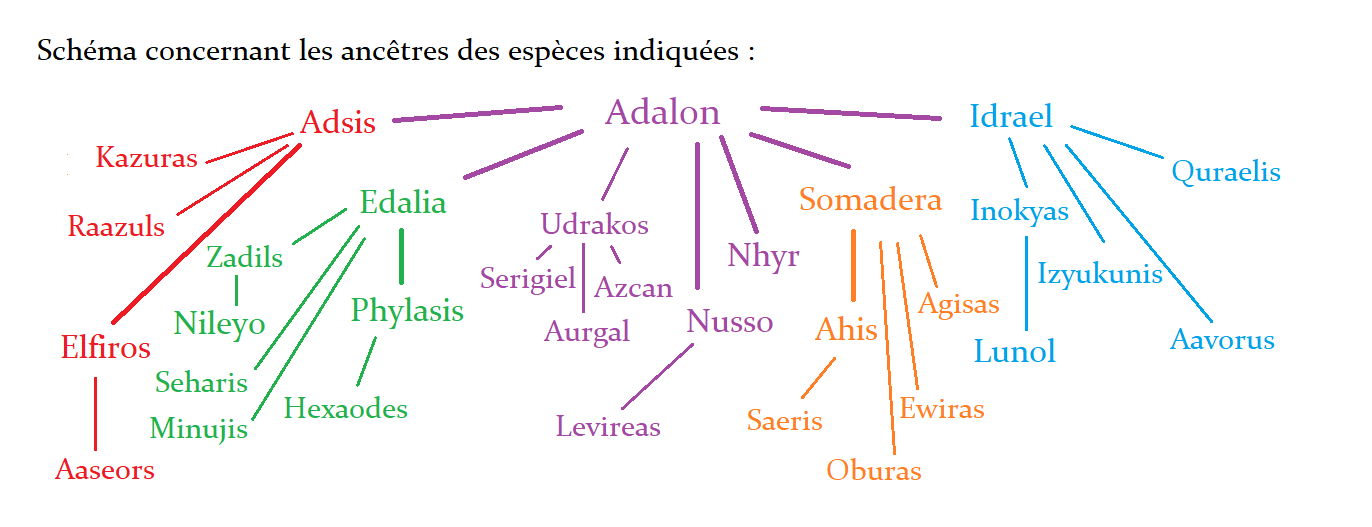 Schéma concernant les ancêtres des espèces indiquées :
Adsis
Adalon
Idrael
Kazuras
Quraelis
Raazuls
Edalia
Somadera
Inokyas
Udrakos
Zadils
Nhyr
Izyukunis
Serigiel
Azcan
Agisas
Nileyo
Phylasis
Aurgal
Nusso
Ahis
Elfiros
Lunol
Aavorus
Seharis
Hexaodes
Ewiras
Minujis
Levireas
Saeris
Aaseors
Oburas